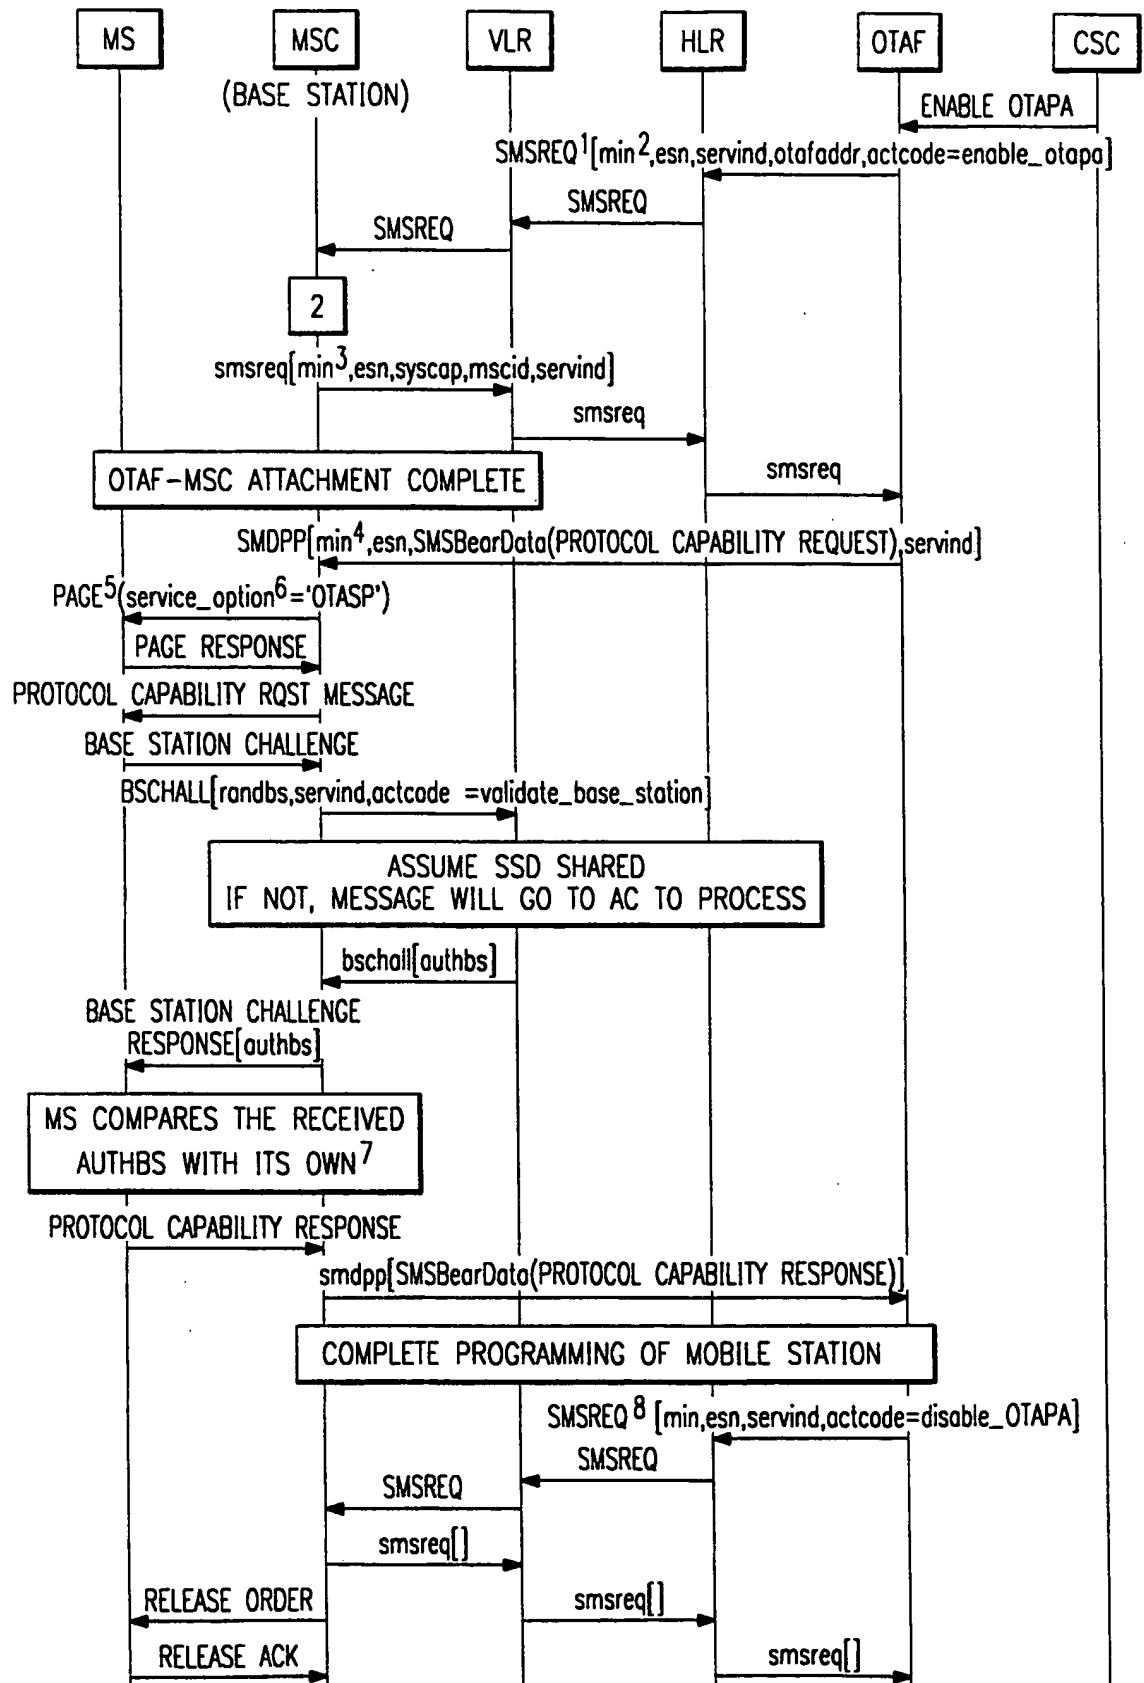 MS MSC VLR HLR OTAF CSC
(BASE STATION)
ENABLE OTAPA
SMSREQ1[min2,esn,servind,otafaddr,actcode=enable_otapa]
SMSREQ
SMSREQ
2
smsreq[min3,esn,syscap,mscid,servind]
smsreq
OTAF-MSC ATTACHMENT COMPLETE
smsreq
SMDPP[min4,esn,SMSBearData(PROTOCOL CAPABILITY REQUEST),servind]
PAGE5(service_option6='OTASP')
PAGE RESPONSE
PROTOCOL CAPABILITY RQST MESSAGE
BASE STATION CHALLENGE
BSCHALL[randbs,servind,actcode =validate_base_station]
ASSUME SSD SHARED
IF NOT, MESSAGE WILL GO TO AC TO PROCESS
bschall[authbs]
BASE STATION CHALLENGE
RESPONSE[authbs]
MS COMPARES THE RECEIVED
AUTHBS WITH ITS OWN7
PROTOCOL CAPABILITY RESPONSE
smdpp[SMSBearData(PROTOCOL CAPABILITY RESPONSE)]
COMPLETE PROGRAMMING OF MOBILE STATION
SMSREQ8 [min,esn,servind,actcode=disable_OTAPA]
SMSREQ
SMSREQ
smsreq[]
RELEASE ORDER
smsreq[]
RELEASE ACK
smsreq[]